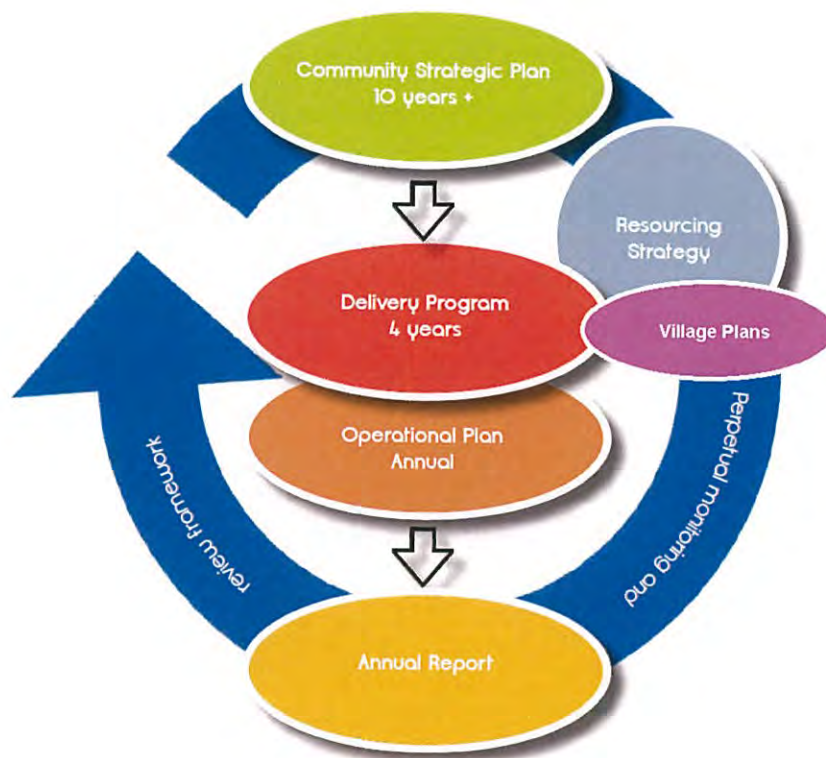 Community Strategic Plan
10 years +
Resourcing
Strategy
Delivery Program
4 years
Village Plans
Operational Plan
Annual
Perpetual monitoring and
review framework
Annual Report